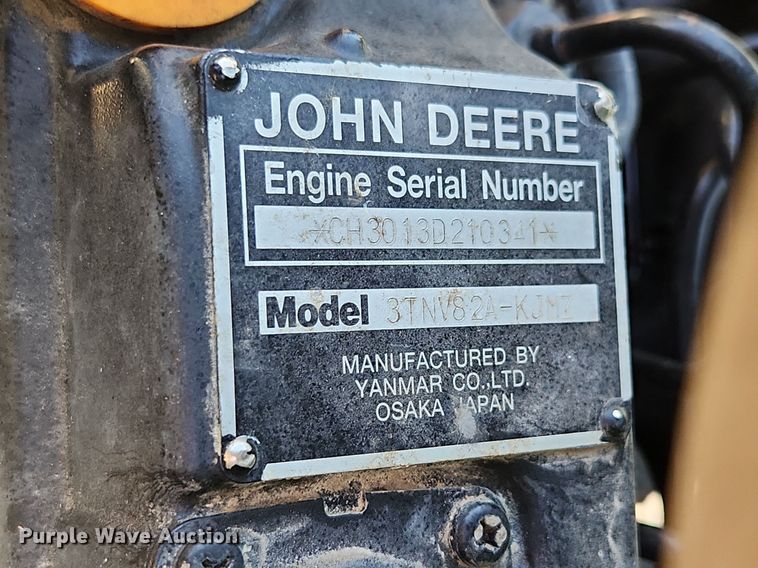 JOHN DEERE
Engine Serial Number
*CH3013D210341*
Model 3TNV82A-KJMZ
MANUFACTURED BY
YANMAR CO.,LTD.
OSAKA JAPAN
Purple Wave Auction